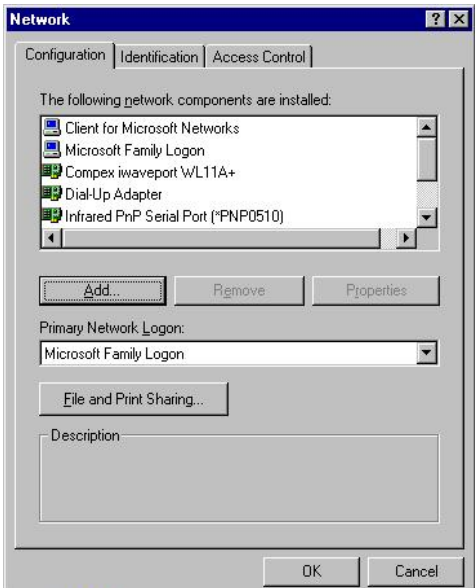 Network
Configuration Identification Access Control
The following network components are installed:
Client for Microsoft Networks
Microsoft Family Logon
Compex iwaveport WL11A+
Dial-Up Adapter
Infrared PnP Serial Port (*PNP0510)
Add... Remove Properties
Primary Network Logon:
Microsoft Family Logon
File and Print Sharing...
Description
OK Cancel